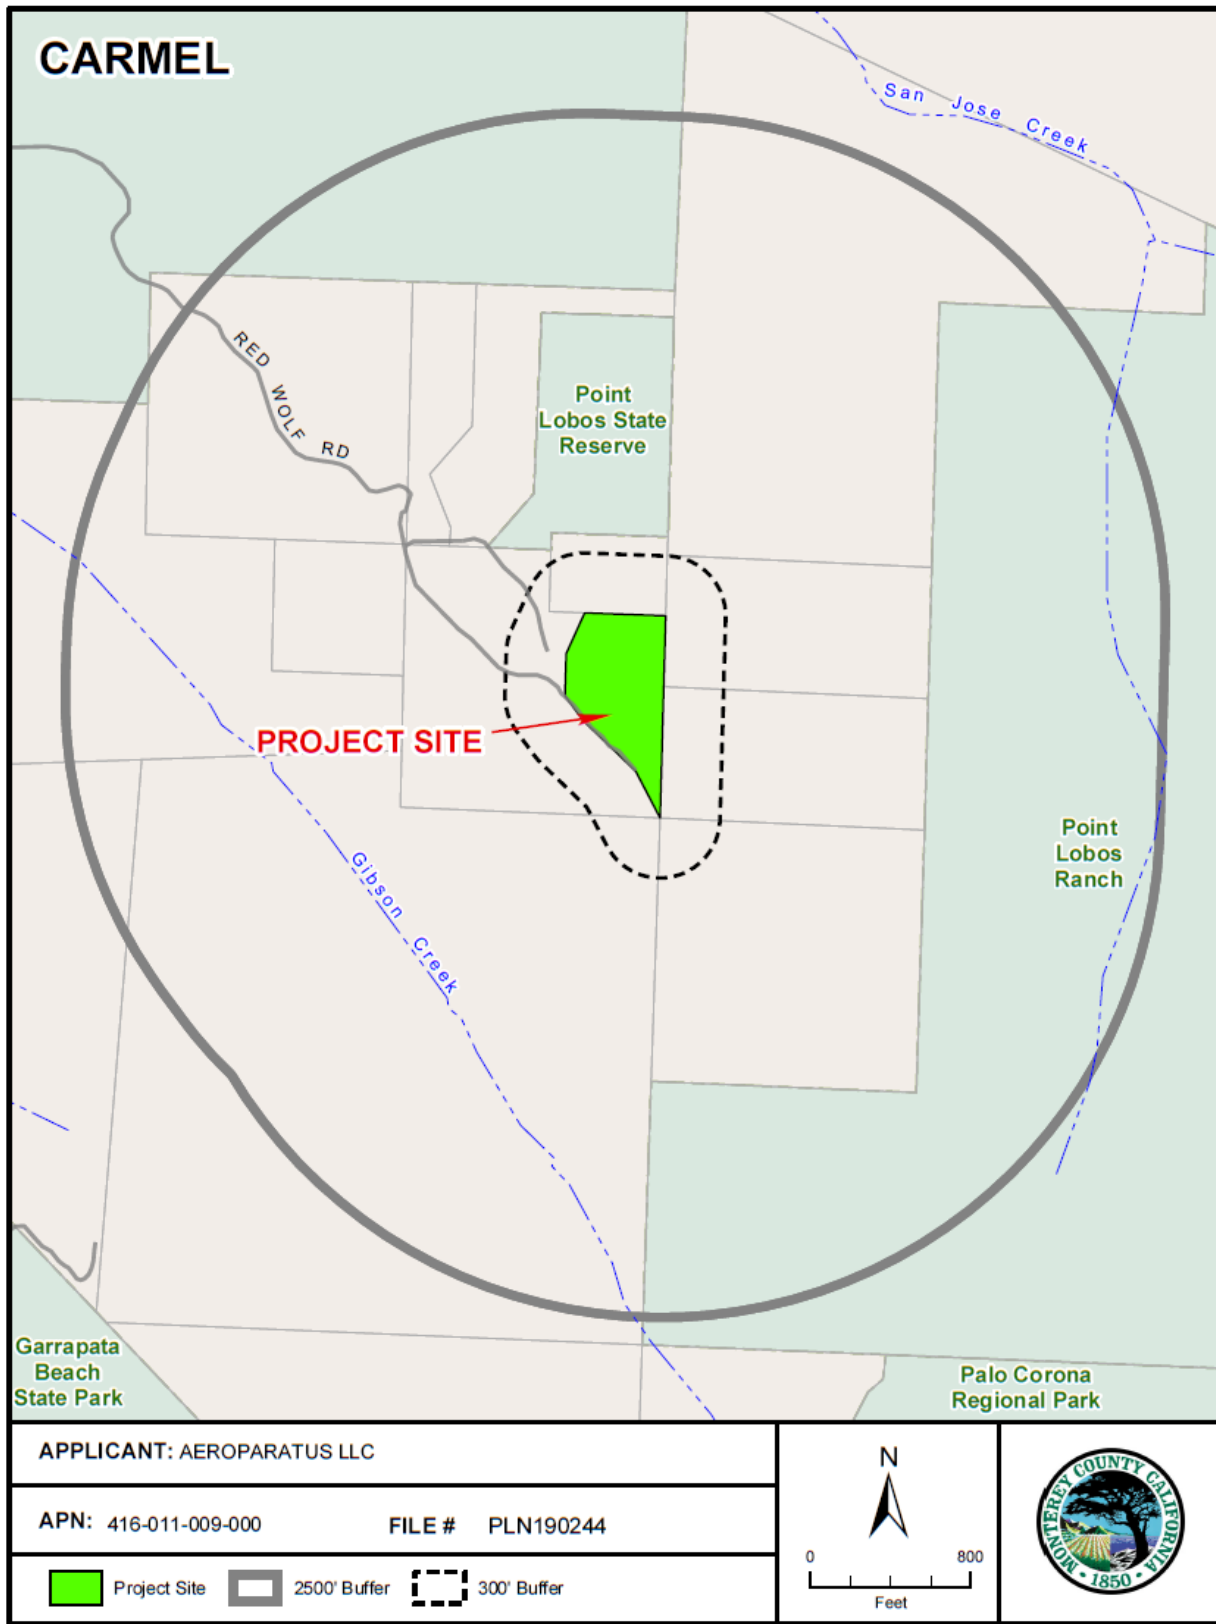 CARMEL
San Jose Creek
RED WOLF RD
Point
Lobos State
Reserve
PROJECT SITE
Gibson Creek
Point
Lobos
Ranch
Garrapata
Beach
State Park
Palo Corona
Regional Park
APPLICANT: AEROPARATUS LLC
APN: 416-011-009-000 FILE # PLN190244
Project Site 2500' Buffer 300' Buffer
N
0 800
Feet
MONTEREY COUNTY CALIFORNIA
• 1850 •